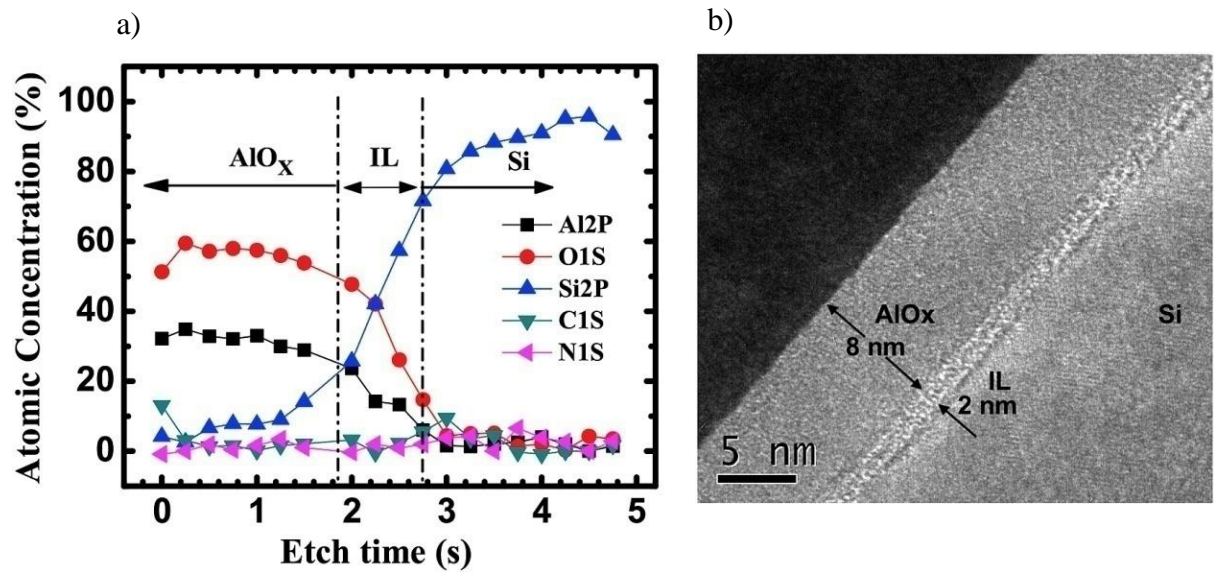 a)
Atomic Concentration (%)
100
80
60
40
20
0
AlOX
IL
Si
Al2P
O1S
Si2P
C1S
N1S
0 1 2 3 4 5
Etch time (s)
b)
AlOx
8 nm
IL
2 nm
Si
5 nm